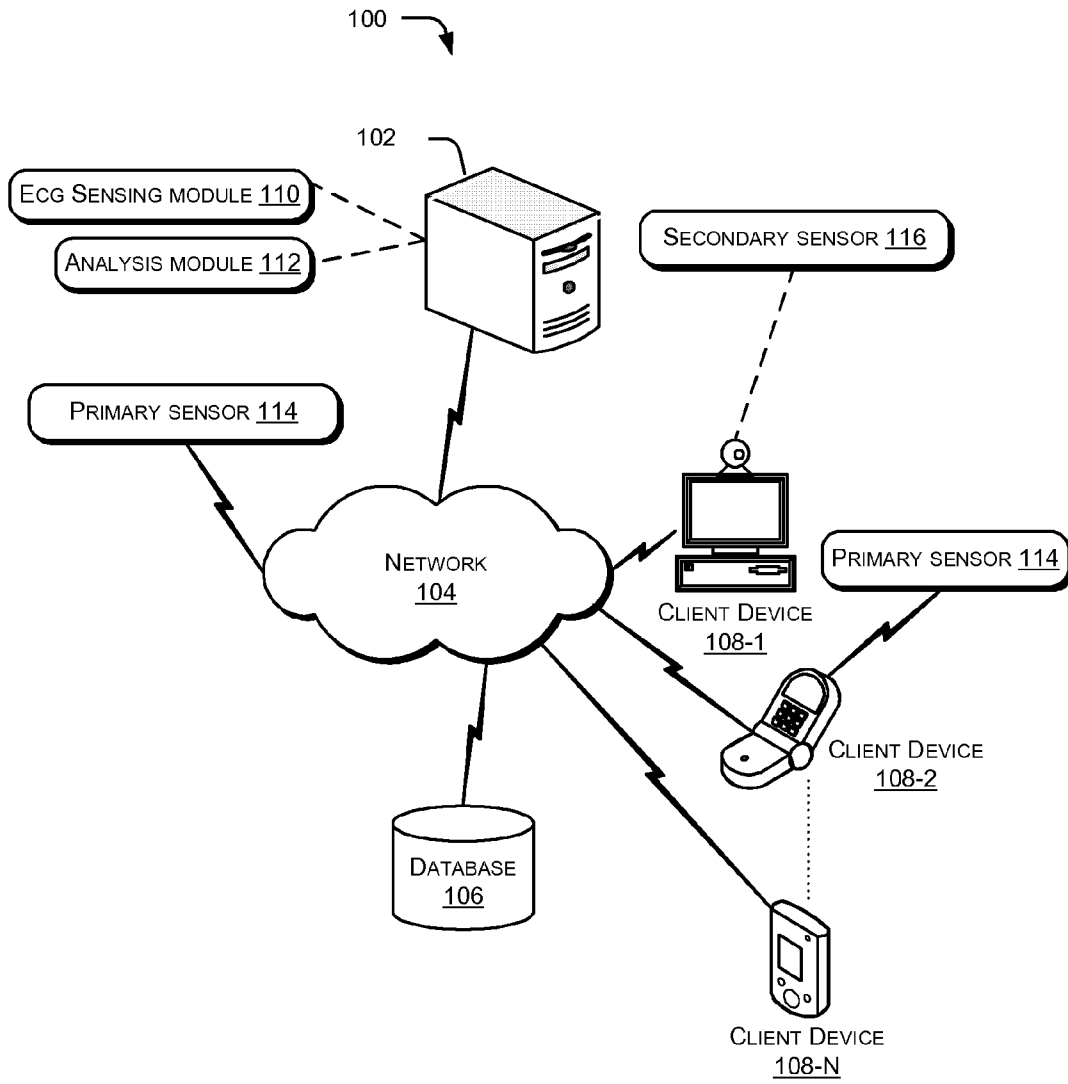 100
102
ECG SENSING MODULE 110
ANALYSIS MODULE 112
SECONDARY SENSOR 116
PRIMARY SENSOR 114
NETWORK
104
PRIMARY SENSOR 114
CLIENT DEVICE
108-1
CLIENT DEVICE
108-2
DATABASE
106
CLIENT DEVICE
108-N